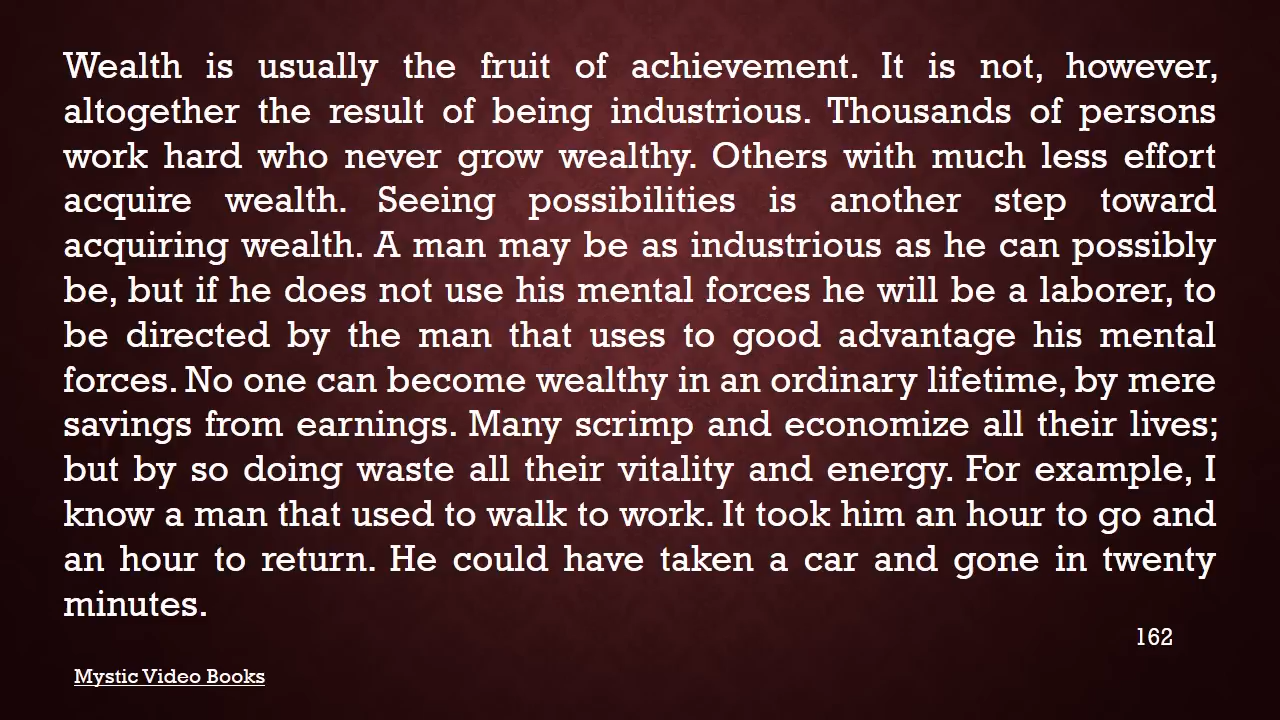 Wealth is usually the fruit of achievement. It is not, however,
altogether the result of being industrious. Thousands of persons
work hard who never grow wealthy. Others with much less effort
acquire wealth. Seeing possibilities is another step toward
acquiring wealth. A man may be as industrious as he can possibly
be, but if he does not use his mental forces he will be a laborer, to
be directed by the man that uses to good advantage his mental
forces. No one can become wealthy in an ordinary lifetime, by mere
savings from earnings. Many scrimp and economize all their lives;
but by so doing waste all their vitality and energy. For example, I
know a man that used to walk to work. It took him an hour to go and
an hour to return. He could have taken a car and gone in twenty
minutes.
162
Mystic Video Books